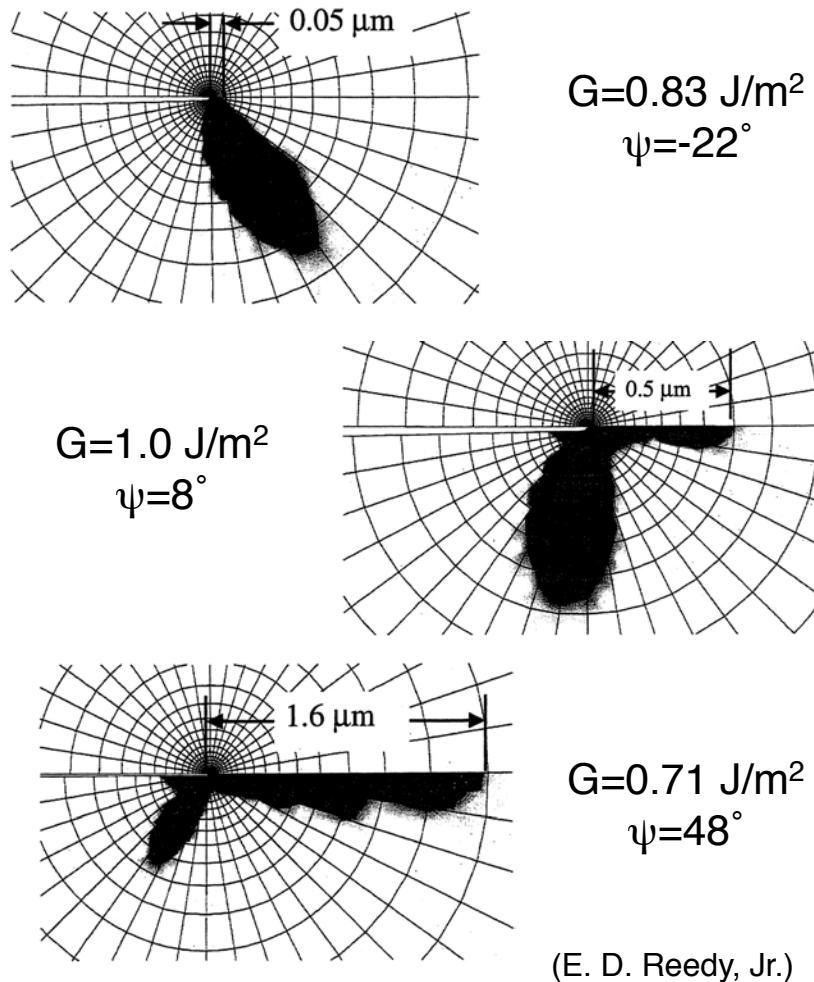 0.05 μm
G=0.83 J/m²
ψ=-22°
0.5 μm
G=1.0 J/m²
ψ=8°
1.6 μm
G=0.71 J/m²
ψ=48°
(E. D. Reedy, Jr.)